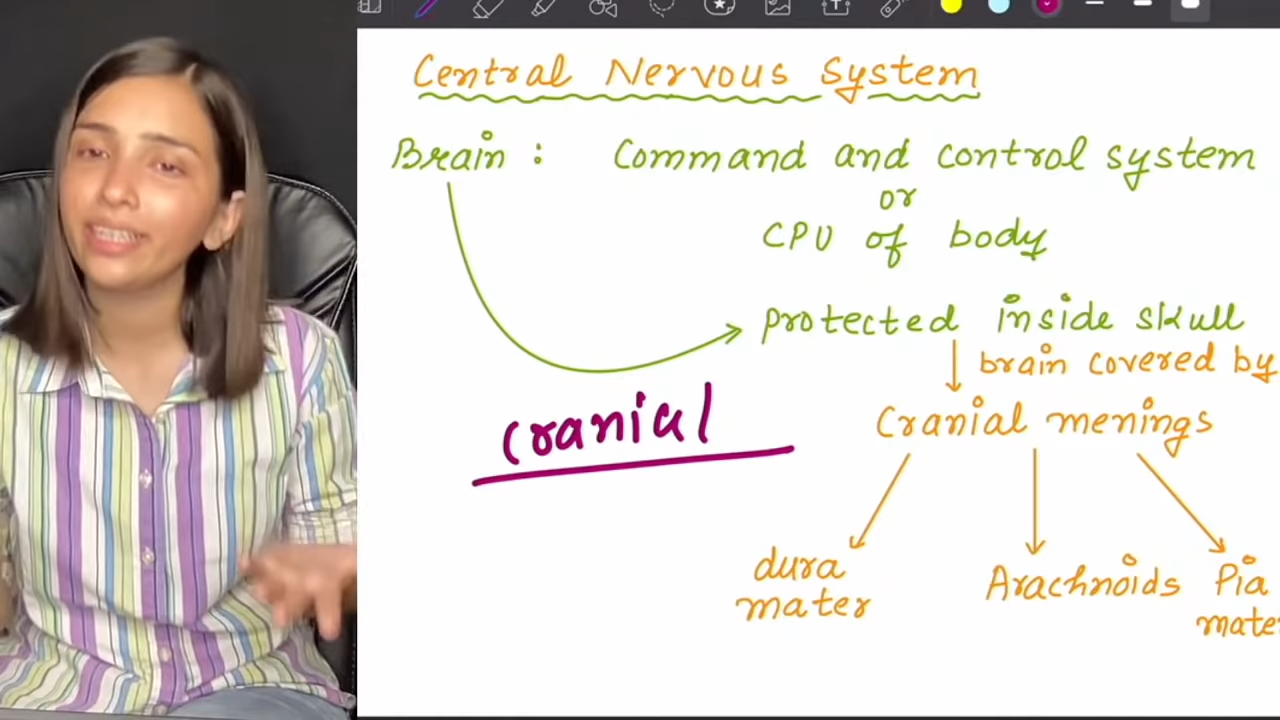 Central Nervous System
Brain : Command and control system
or
CPU of body
protected inside skull
brain covered by
Cranial menings
cranial
dura
mater
Arachnoids
Pia
mate